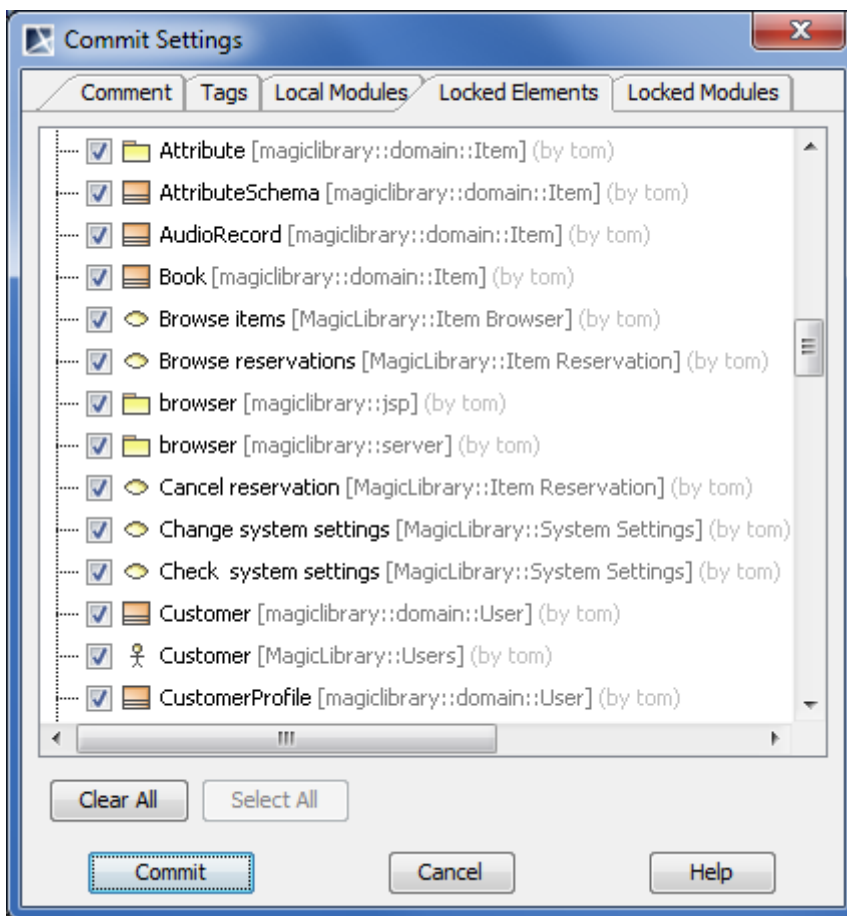 Commit Settings
Comment Tags Local Modules Locked Elements Locked Modules
Attribute [magiclibrary::domain::Item] (by tom)
AttributeSchema [magiclibrary::domain::Item] (by tom)
AudioRecord [magiclibrary::domain::Item] (by tom)
Book [magiclibrary::domain::Item] (by tom)
Browse items [MagicLibrary::Item Browser] (by tom)
Browse reservations [MagicLibrary::Item Reservation] (by tom)
browser [magiclibrary::jsp] (by tom)
browser [magiclibrary::server] (by tom)
Cancel reservation [MagicLibrary::Item Reservation] (by tom)
Change system settings [MagicLibrary::System Settings] (by tom)
Check  system settings [MagicLibrary::System Settings] (by tom)
Customer [magiclibrary::domain::User] (by tom)
Customer [MagicLibrary::Users] (by tom)
CustomerProfile [magiclibrary::domain::User] (by tom)
Clear All Select All
Commit Cancel Help